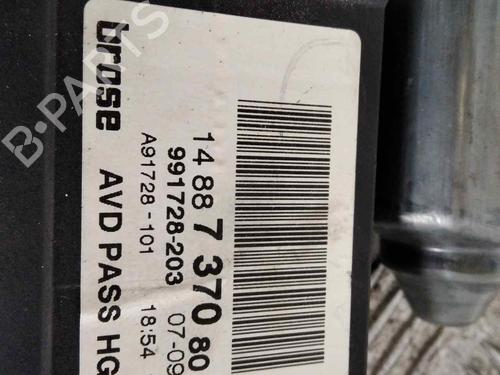 brose
14 88 7 370 80
991728-203 07-09
A91728-101 18:54
AVD PASS HG
B-PARTS